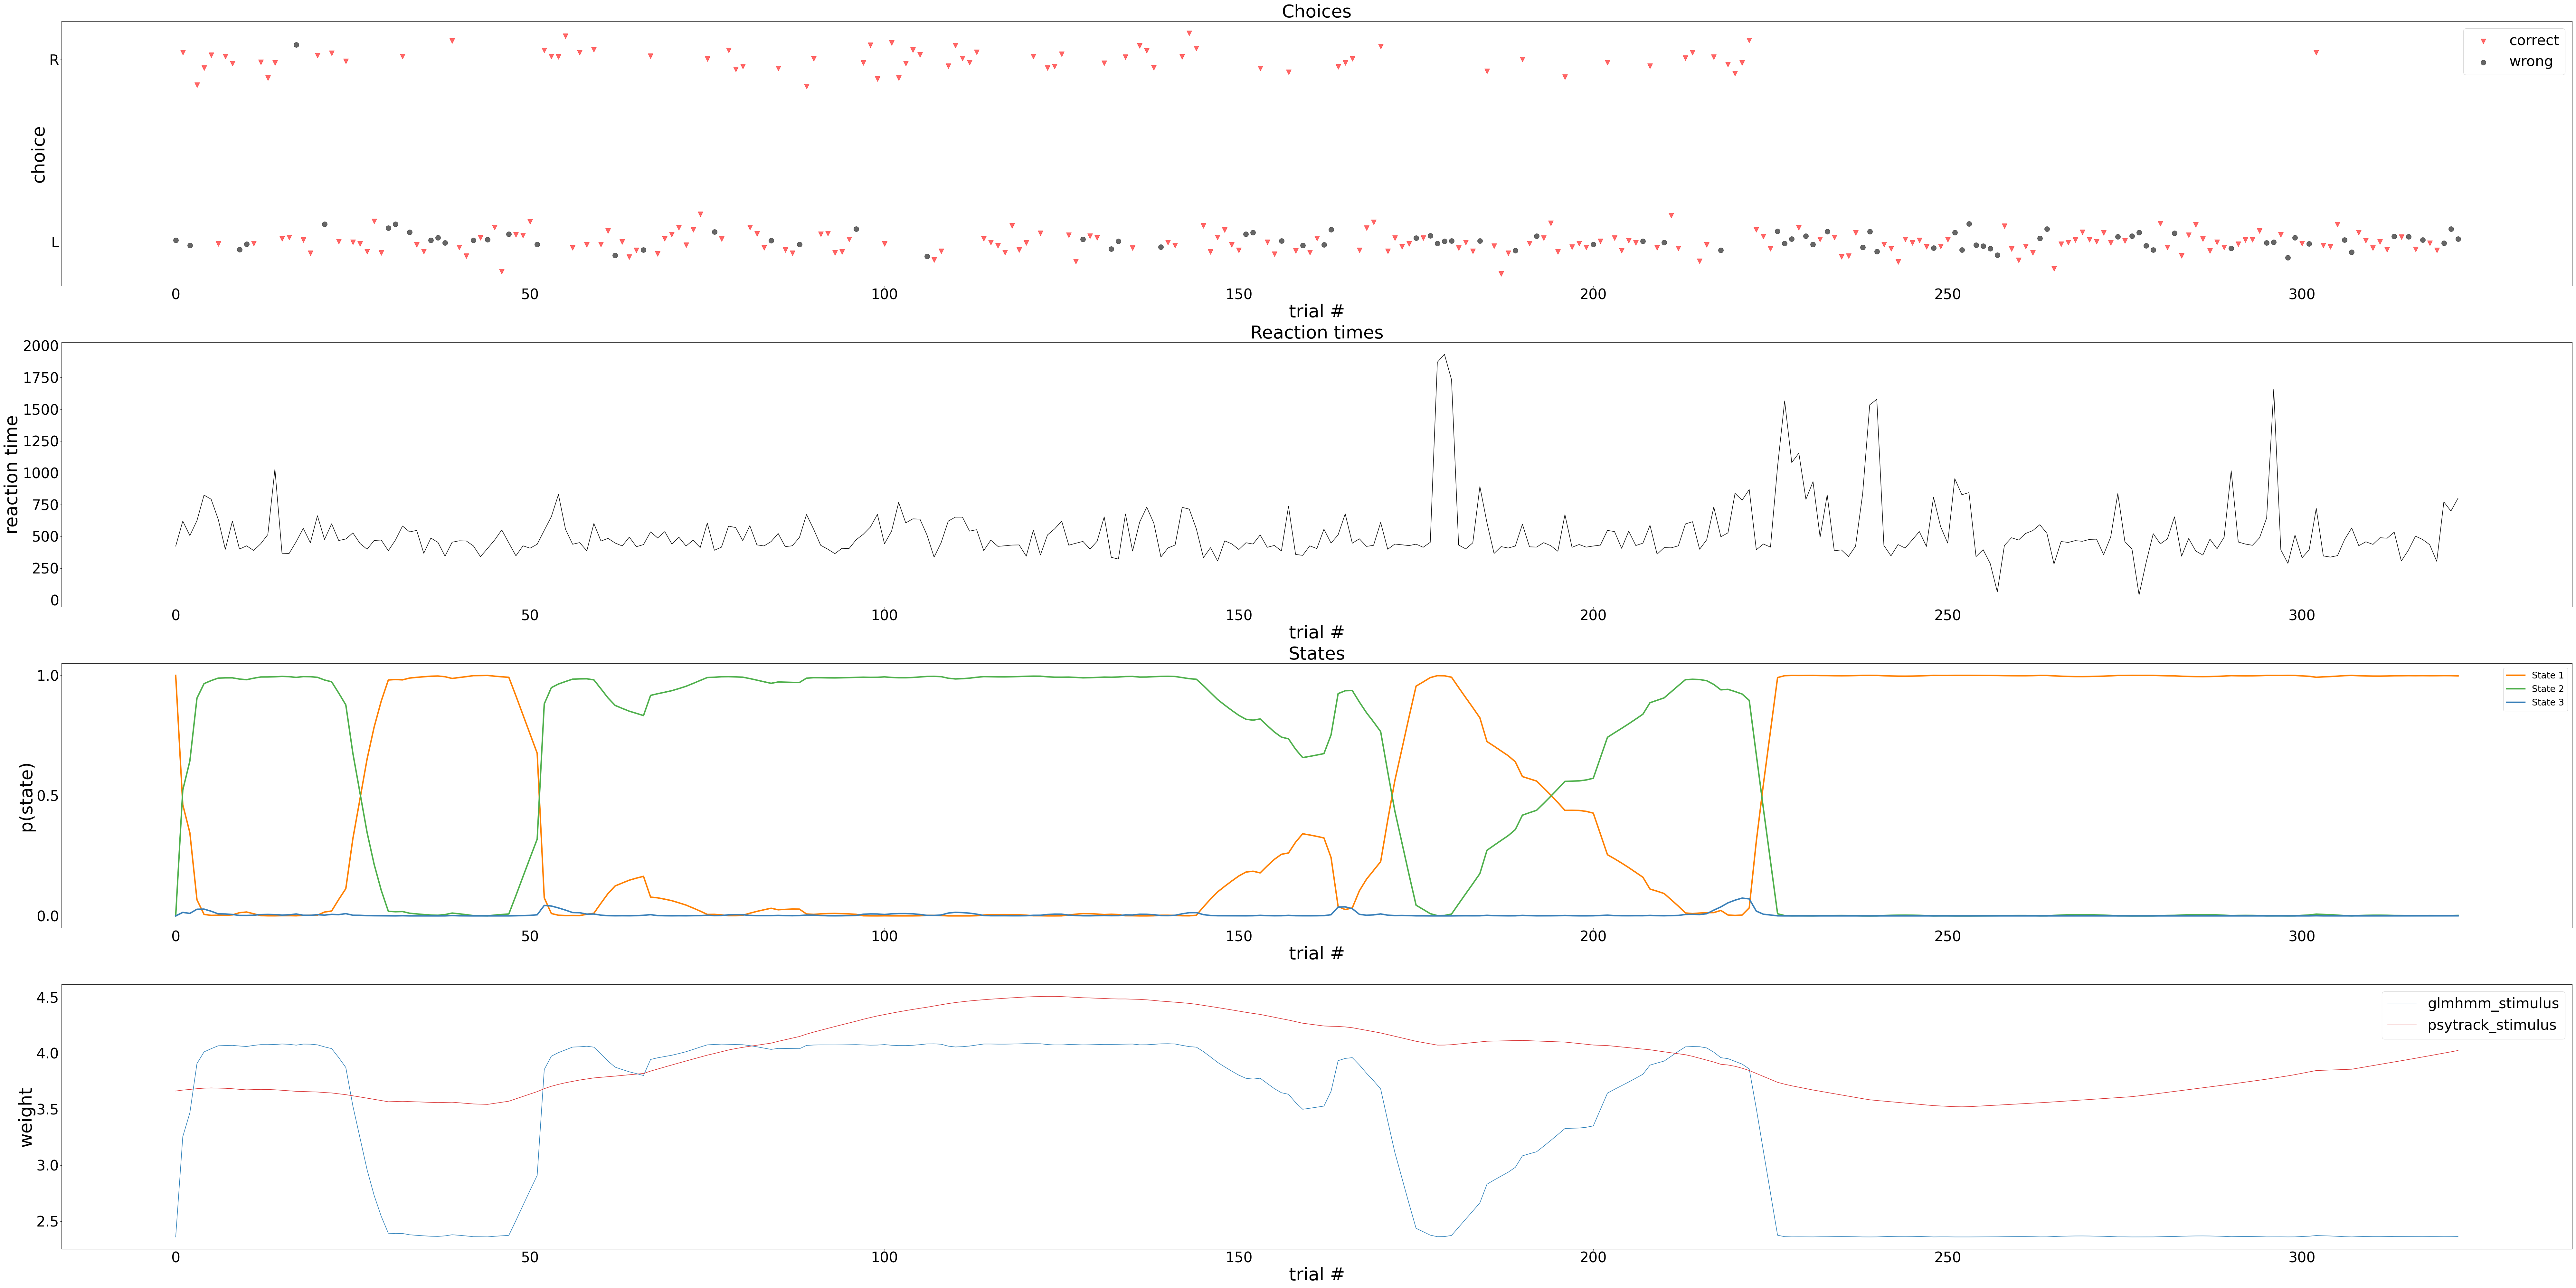 Choices
R
L
choice
correct
wrong
0 50 100 150 200 250 300
trial #
Reaction times
2000
1750
1500
1250
1000
750
500
250
0
reaction time
0 50 100 150 200 250 300
trial #
States
1.0
0.5
0.0
p(state)
State 1
State 2
State 3
0 50 100 150 200 250 300
trial #
4.5
4.0
3.5
3.0
2.5
weight
glmhmm_stimulus
psytrack_stimulus
0 50 100 150 200 250 300
trial #